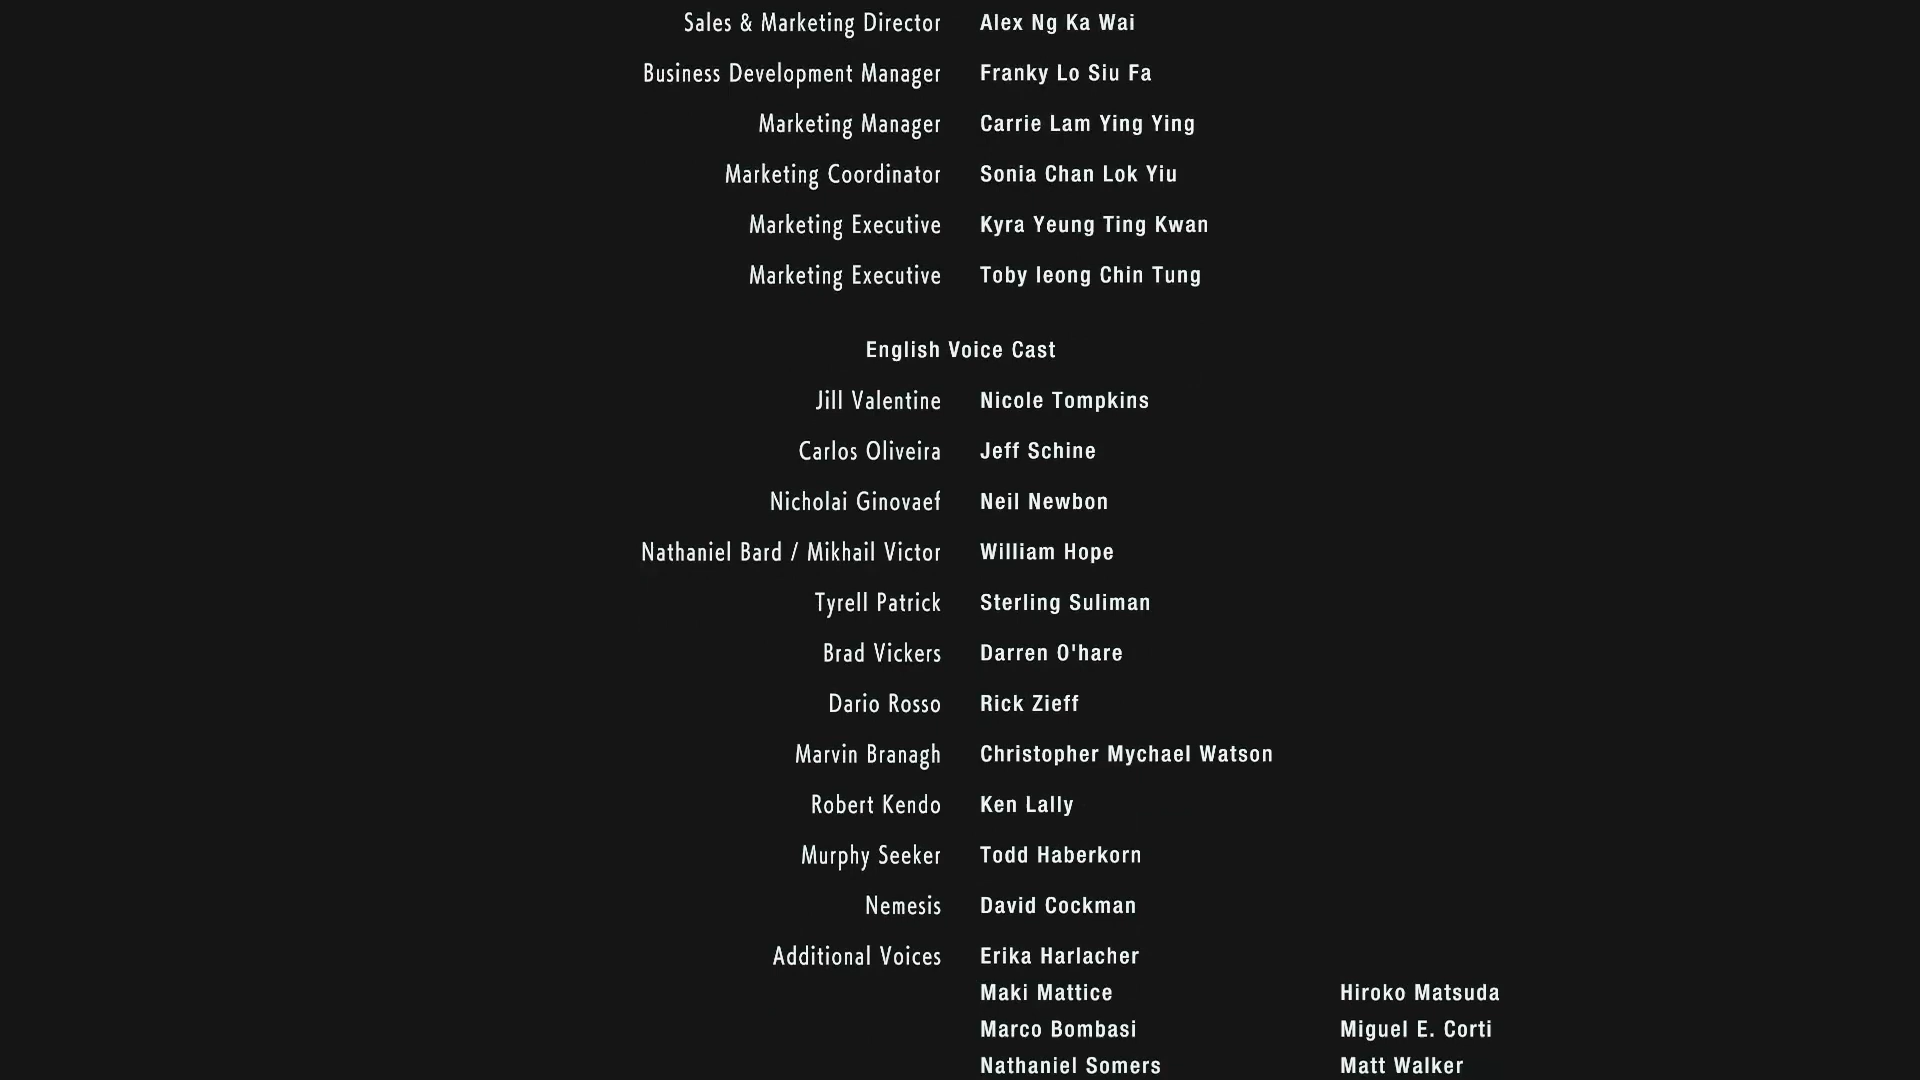 Sales & Marketing Director Alex Ng Ka Wai
Business Development Manager Franky Lo Siu Fa
Marketing Manager Carrie Lam Ying Ying
Marketing Coordinator Sonia Chan Lok Yiu
Marketing Executive Kyra Yeung Ting Kwan
Marketing Executive Toby Ieong Chin Tung
English Voice Cast
Jill Valentine Nicole Tompkins
Carlos Oliveira Jeff Schine
Nicholai Ginovaef Neil Newbon
Nathaniel Bard / Mikhail Victor William Hope
Tyrell Patrick Sterling Suliman
Brad Vickers Darren O'hare
Dario Rosso Rick Zieff
Marvin Branagh Christopher Mychael Watson
Robert Kendo Ken Lally
Murphy Seeker Todd Haberkorn
Nemesis David Cockman
Additional Voices Erika Harlacher
Maki Mattice Hiroko Matsuda
Marco Bombasi Miguel E. Corti
Nathaniel Somers Matt Walker